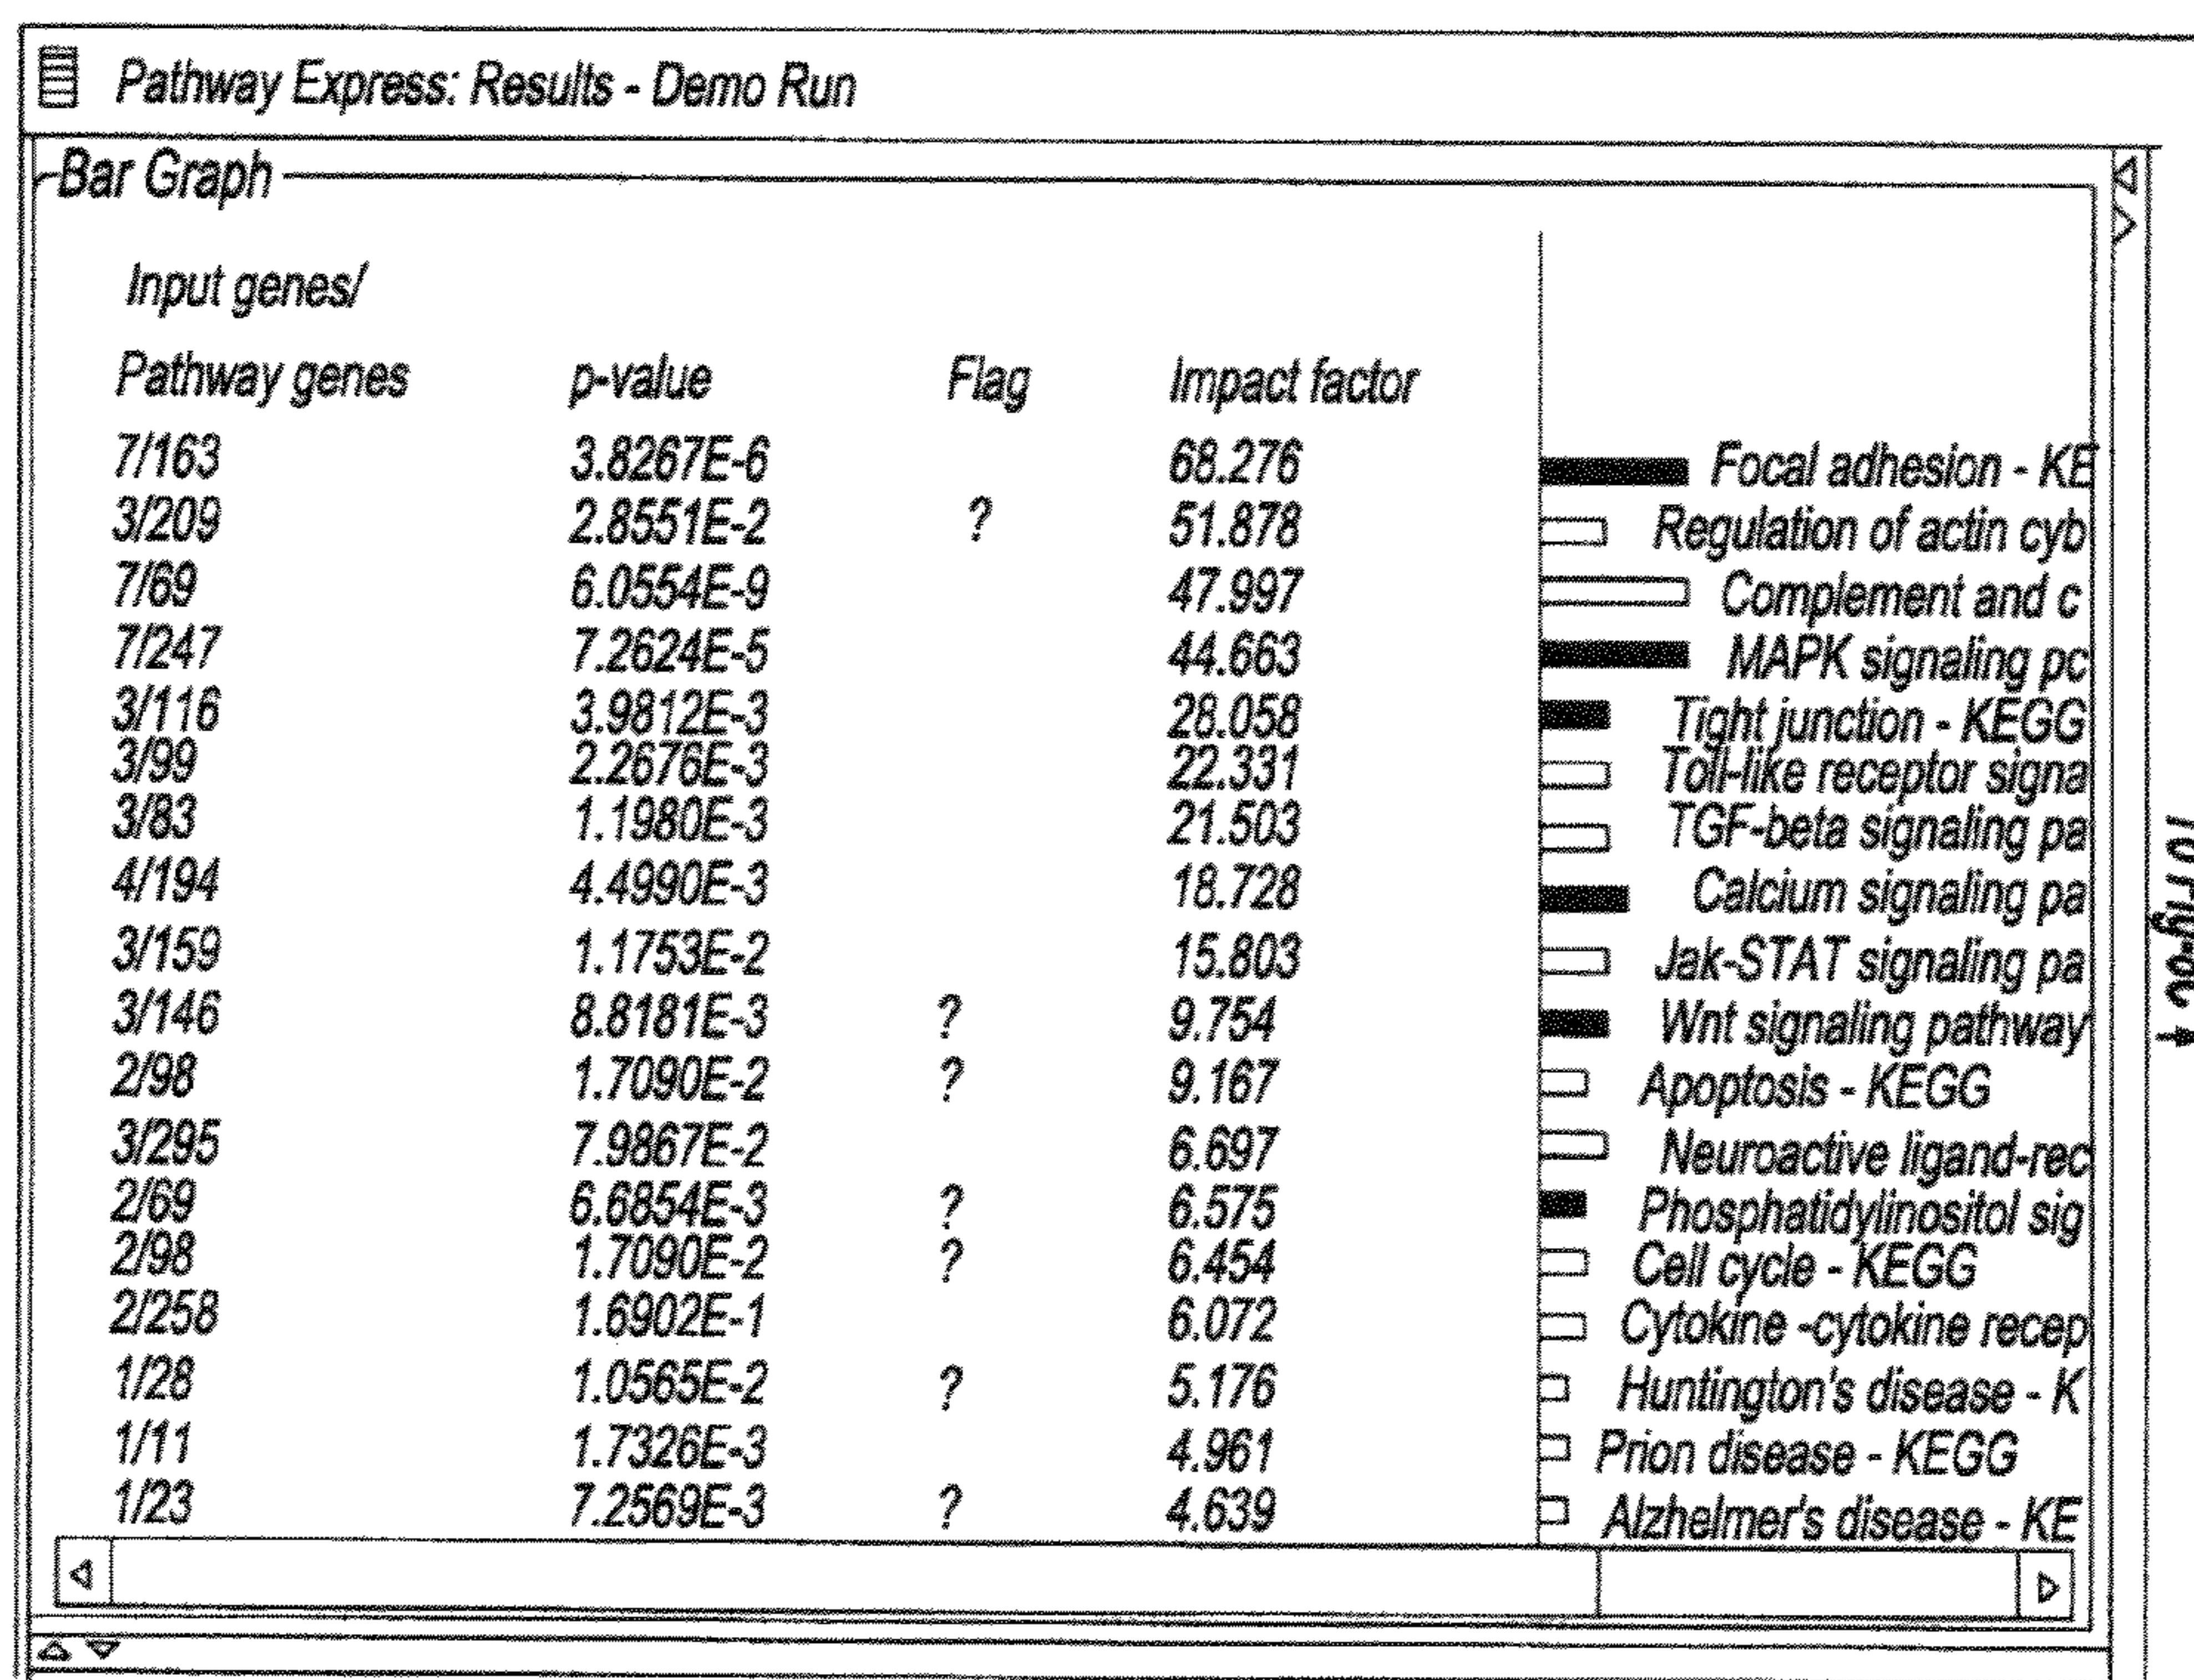 Pathway Express: Results - Demo Run
Bar Graph
Input genes/
Pathway genes p-value Flag Impact factor
7/163 3.8267E-6 68.276 Focal adhesion - KE
3/209 2.8551E-2 ? 51.878 Regulation of actin cyb
7/69 6.0554E-9 47.997 Complement and c
7/247 7.2624E-5 44.663 MAPK signaling pc
3/116 3.9812E-3 28.058 Tight junction - KEGG
3/99 2.2676E-3 22.331 Toll-like receptor signa
3/83 1.1980E-3 21.503 TGF-beta signaling pa
4/194 4.4990E-3 18.728 Calcium signaling pa
3/159 1.1753E-2 15.803 Jak-STAT signaling pa
3/146 8.8181E-3 ? 9.754 Wnt signaling pathway
2/98 1.7090E-2 ? 9.167 Apoptosis - KEGG
3/295 7.9867E-2 6.697 Neuroactive ligand-rec
2/69 6.6854E-3 ? 6.575 Phosphatidylinositol sig
2/98 1.7090E-2 ? 6.454 Cell cycle - KEGG
2/258 1.6902E-1 6.072 Cytokine -cytokine recep
1/28 1.0565E-2 ? 5.176 Huntington's disease - K
1/11 1.7326E-3 4.961 Prion disease - KEGG
1/23 7.2569E-3 ? 4.639 Alzhelmer's disease - KE